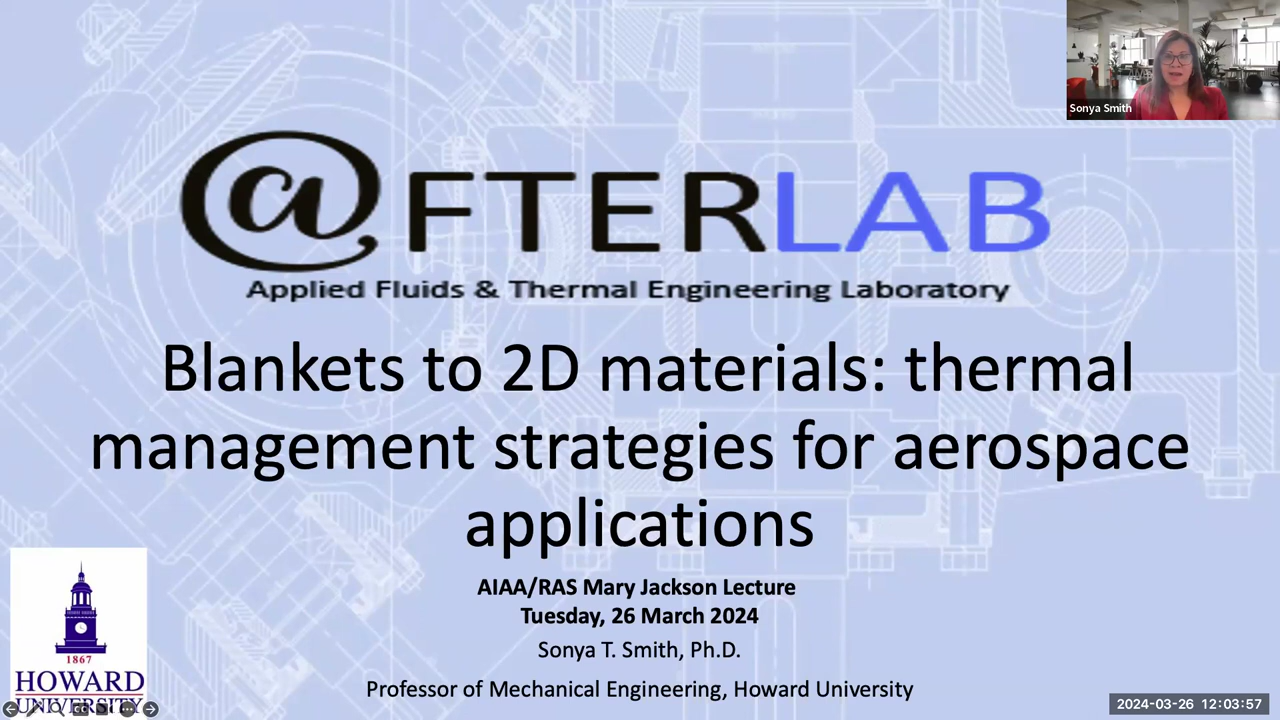 Sonya Smith
@FTERLAB
Applied Fluids & Thermal Engineering Laboratory
Blankets to 2D materials: thermal
management strategies for aerospace
applications
AIAA/RAS Mary Jackson Lecture
Tuesday, 26 March 2024
Sonya T. Smith, Ph.D.
Professor of Mechanical Engineering, Howard University
1867
HOWARD
UNIVERSITY
2024-03-26 12:03:57